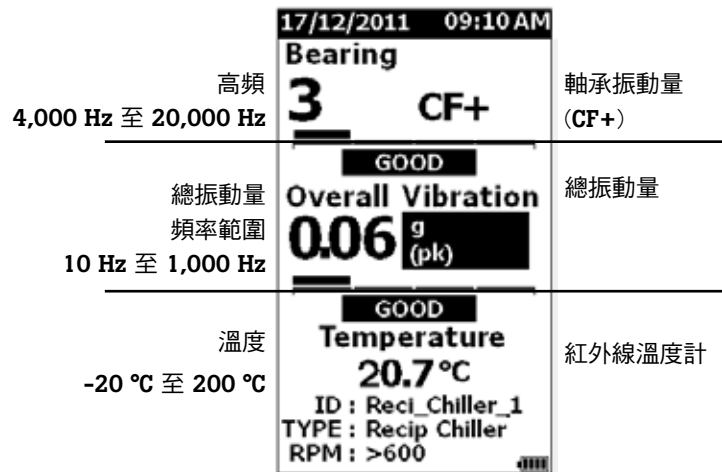 17/12/2011 09:10 AM
Bearing
高頻
4,000 Hz 至 20,000 Hz
3 CF+
軸承振動量
（CF+）
GOOD
總振動量
頻率範圍
10 Hz 至 1,000 Hz
Overall Vibration
0.06 g
(pk)
總振動量
GOOD
溫度
-20 °C 至 200 °C
Temperature
20.7 °C
紅外線溫度計
ID : Reci_Chiller_1
TYPE : Recip Chiller
RPM : >600